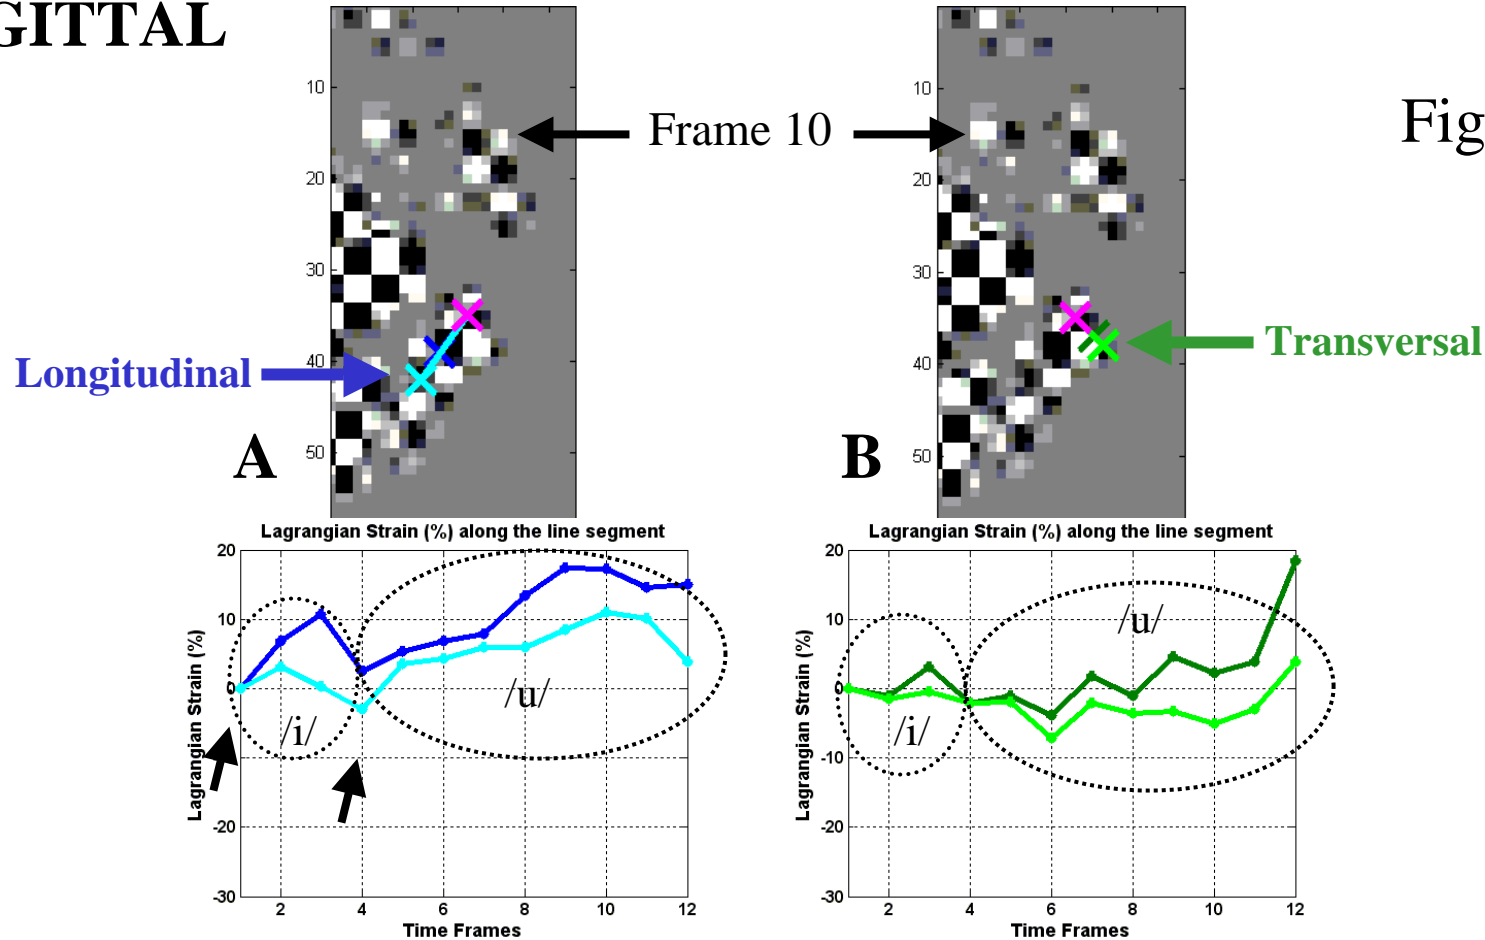 GITTAL
Fig
Frame 10
10
20
30
40
50
10
20
30
40
50
Longitudinal
Transversal
A
B
Lagrangian Strain (%) along the line segment
Lagrangian Strain (%)
20
10
0
-10
-20
-30
/i/
/u/
2
4
6
8
10
12
Time Frames
Lagrangian Strain (%) along the line segment
Lagrangian Strain (%)
20
10
0
-10
-20
-30
/i/
/u/
2
4
6
8
10
12
Time Frames